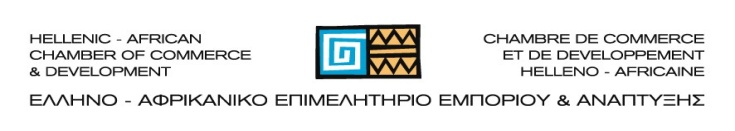 HELLENIC - AFRICAN
CHAMBER OF COMMERCE
& DEVELOPMENT
CHAMBRE DE COMMERCE
ET DE DEVELOPPEMENT
HELLENO - AFRICAINE
ΕΛΛΗΝΟ - ΑΦΡΙΚΑΝΙΚΟ ΕΠΙΜΕΛΗΤΗΡΙΟ ΕΜΠΟΡΙΟΥ & ΑΝΑΠΤΥΞΗΣ